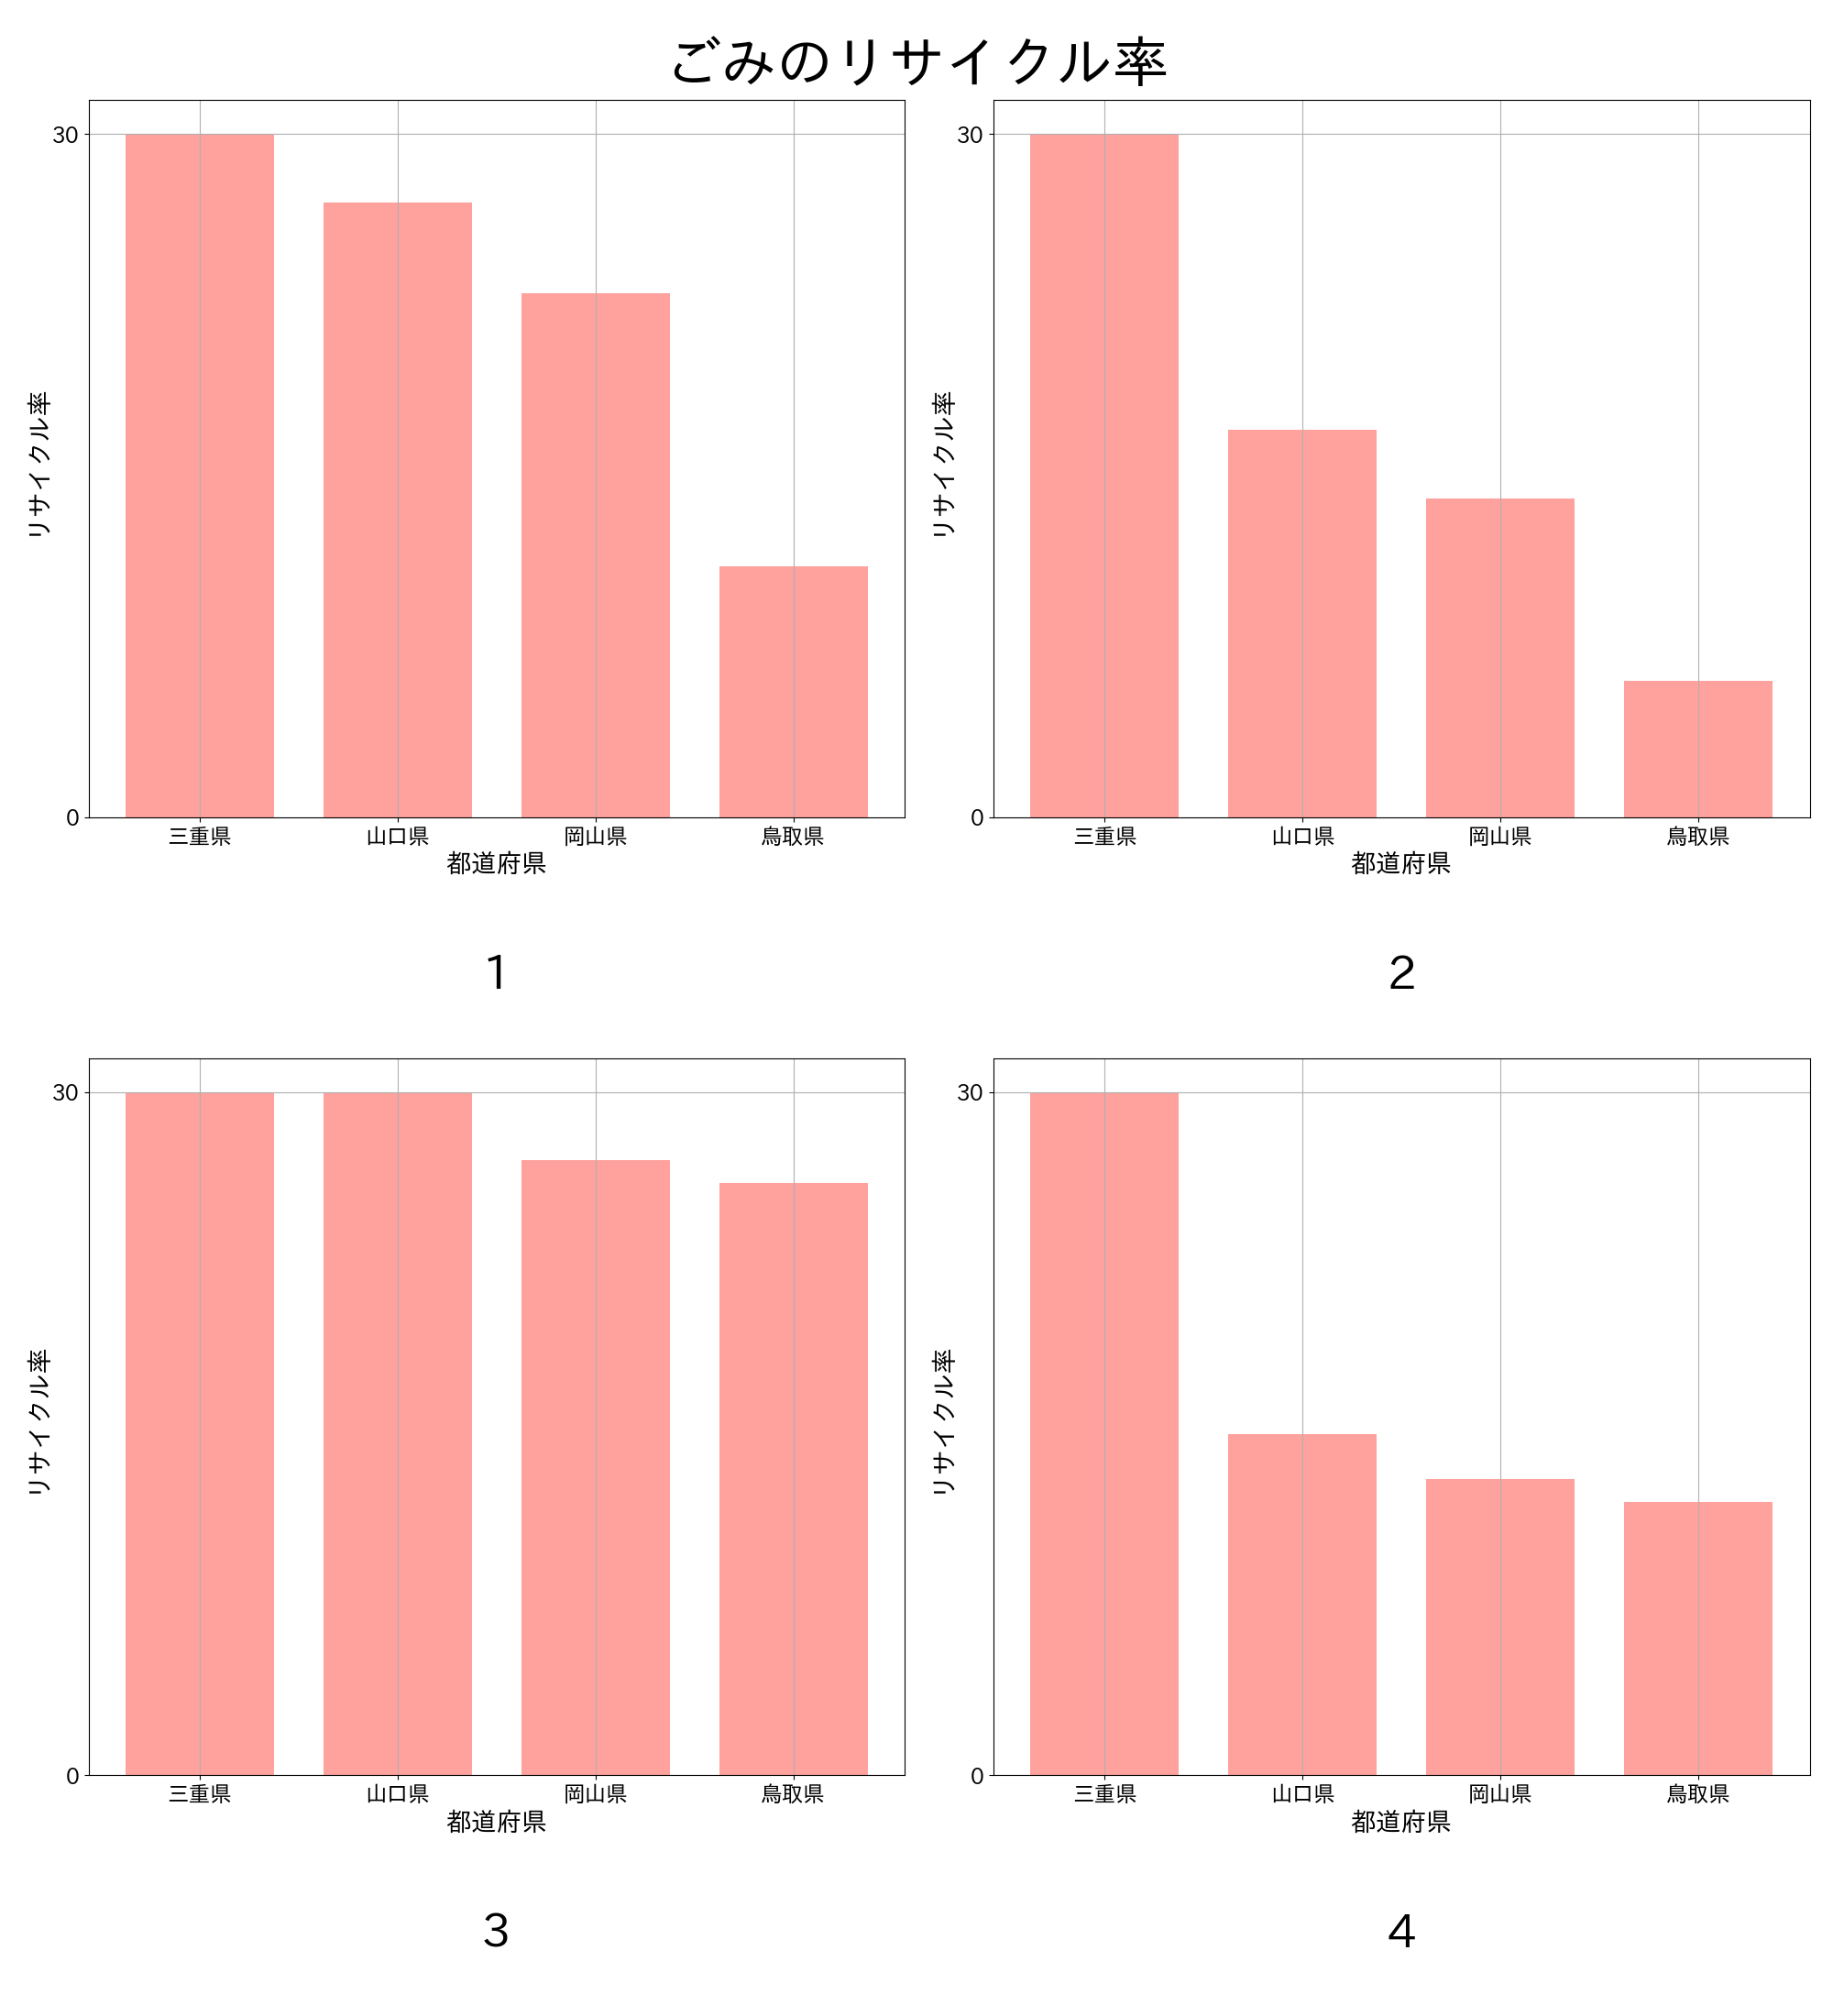 ごみのリサイクル率
30
0
リサイクル率
三重県 山口県 岡山県 鳥取県
都道府県
1
30
0
リサイクル率
三重県 山口県 岡山県 鳥取県
都道府県
2
30
0
リサイクル率
三重県 山口県 岡山県 鳥取県
都道府県
3
30
0
リサイクル率
三重県 山口県 岡山県 鳥取県
都道府県
4